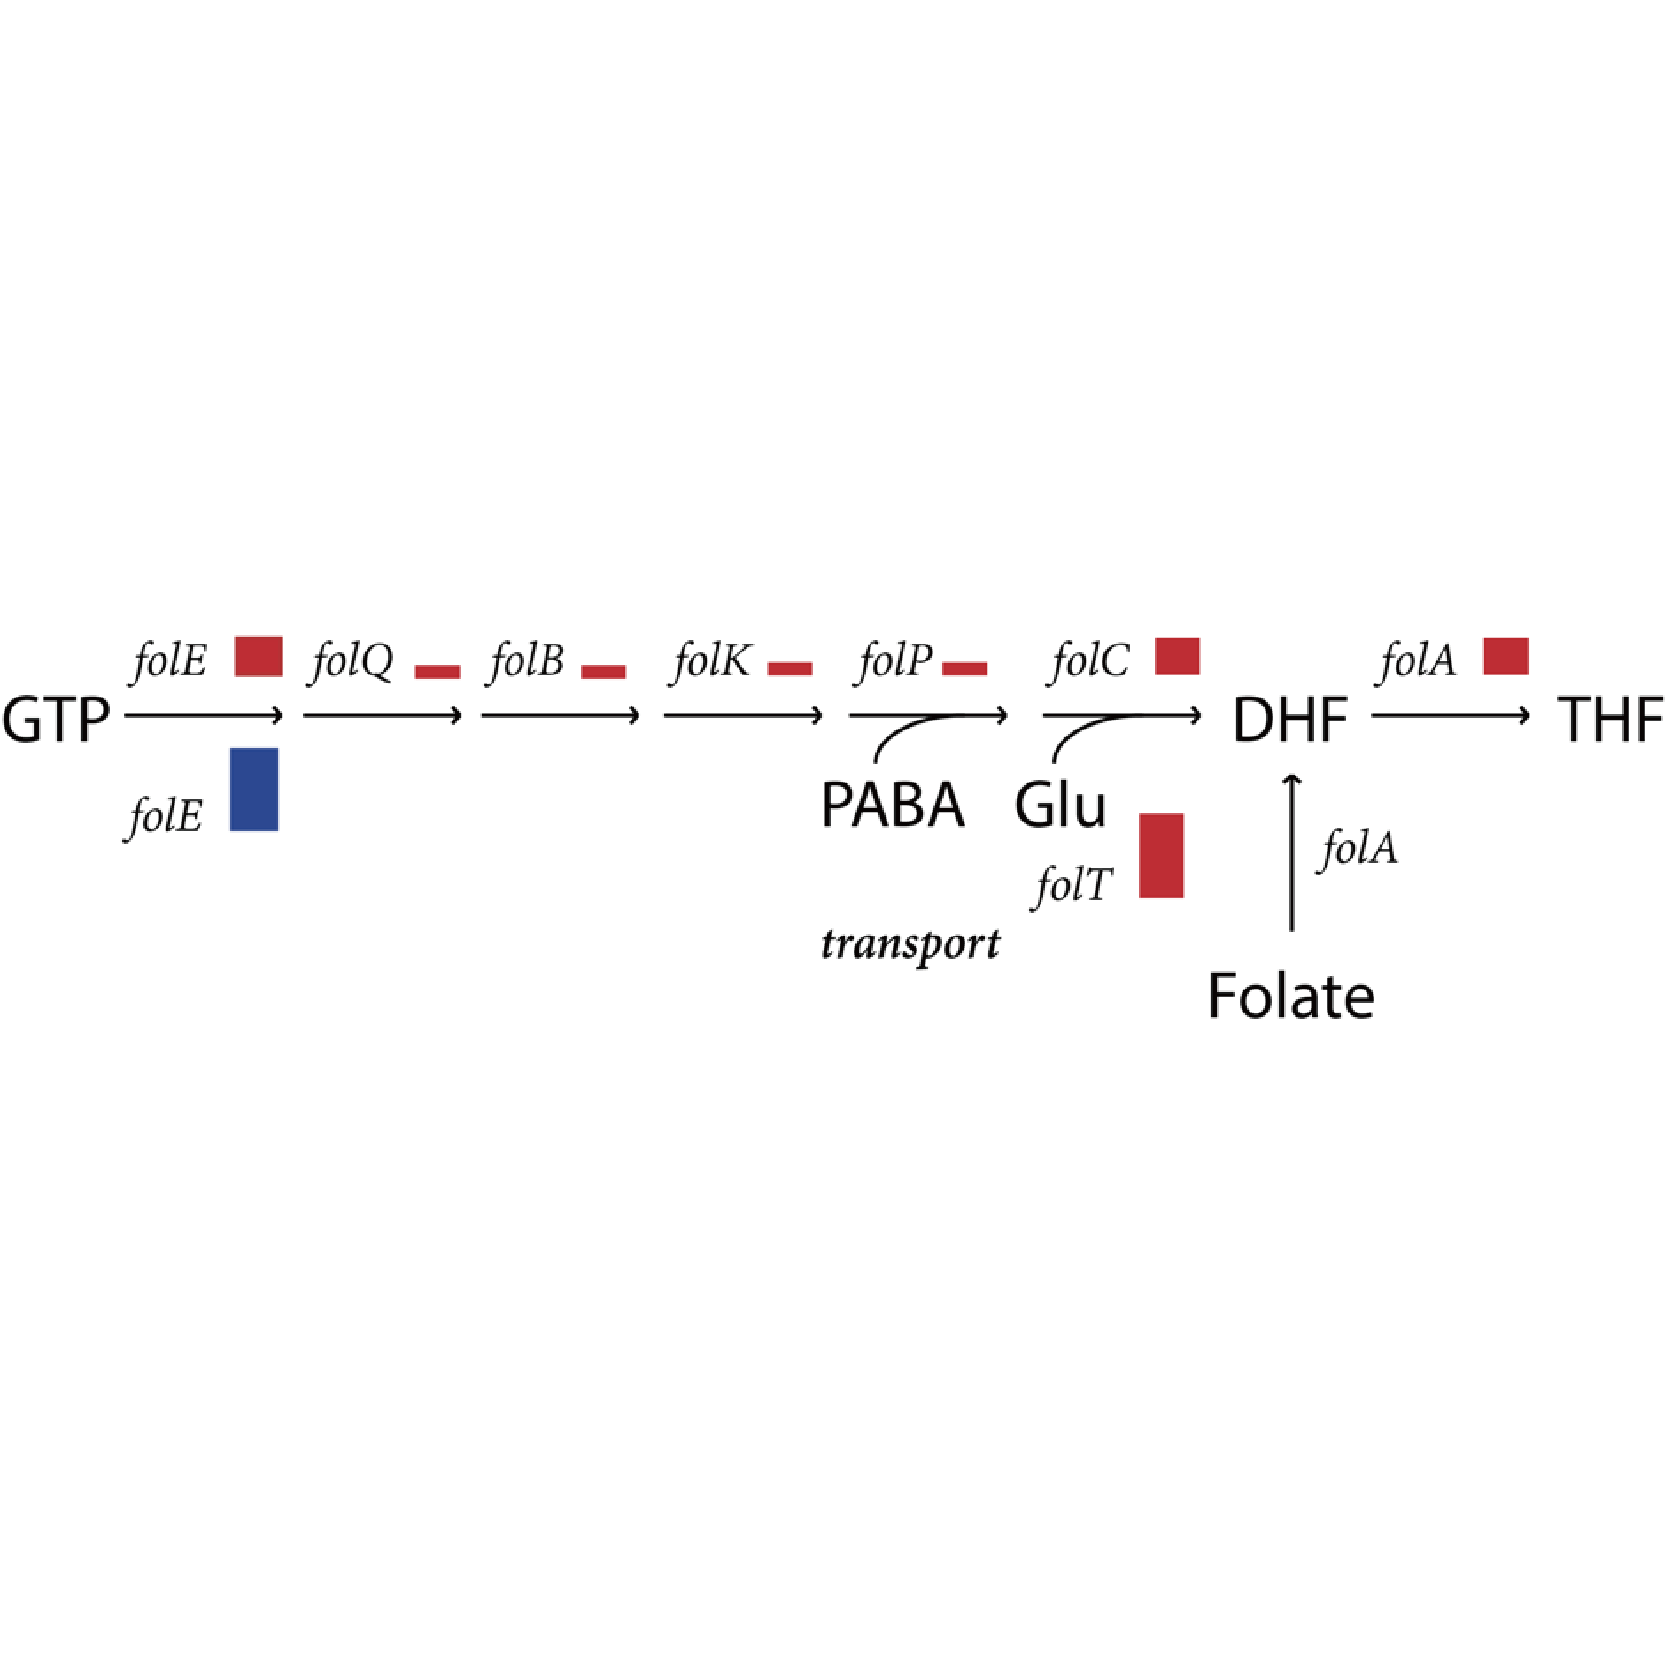 folE folQ folB folK folP folC folA
GTP DHF THF
folE PABA Glu
folA
folT
transport
Folate